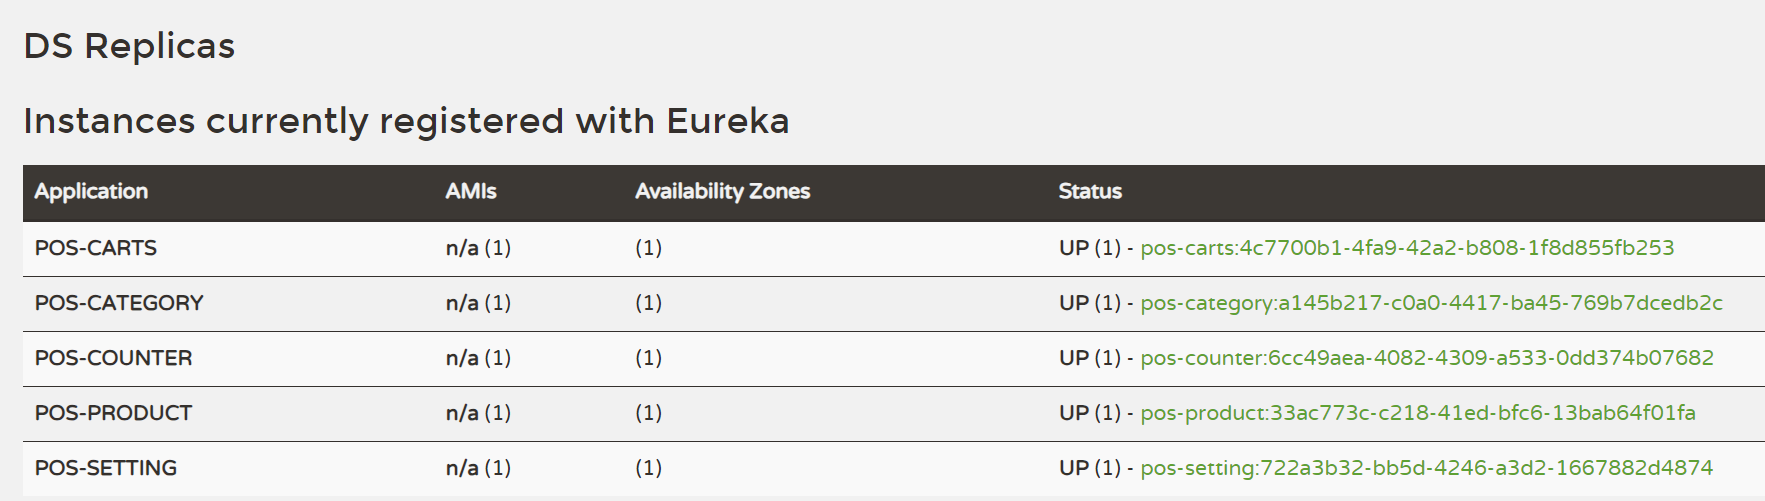 DS Replicas
Instances currently registered with Eureka
Application AMIs Availability Zones Status
POS-CARTS n/a (1) (1) UP (1) - pos-carts:4c7700b1-4fa9-42a2-b808-1f8d855fb253
POS-CATEGORY n/a (1) (1) UP (1) - pos-category:a145b217-c0a0-4417-ba45-769b7dcedb2c
POS-COUNTER n/a (1) (1) UP (1) - pos-counter:6cc49aea-4082-4309-a533-0dd374b07682
POS-PRODUCT n/a (1) (1) UP (1) - pos-product:33ac773c-c218-41ed-bfc6-13bab64f01fa
POS-SETTING n/a (1) (1) UP (1) - pos-setting:722a3b32-bb5d-4246-a3d2-1667882d4874